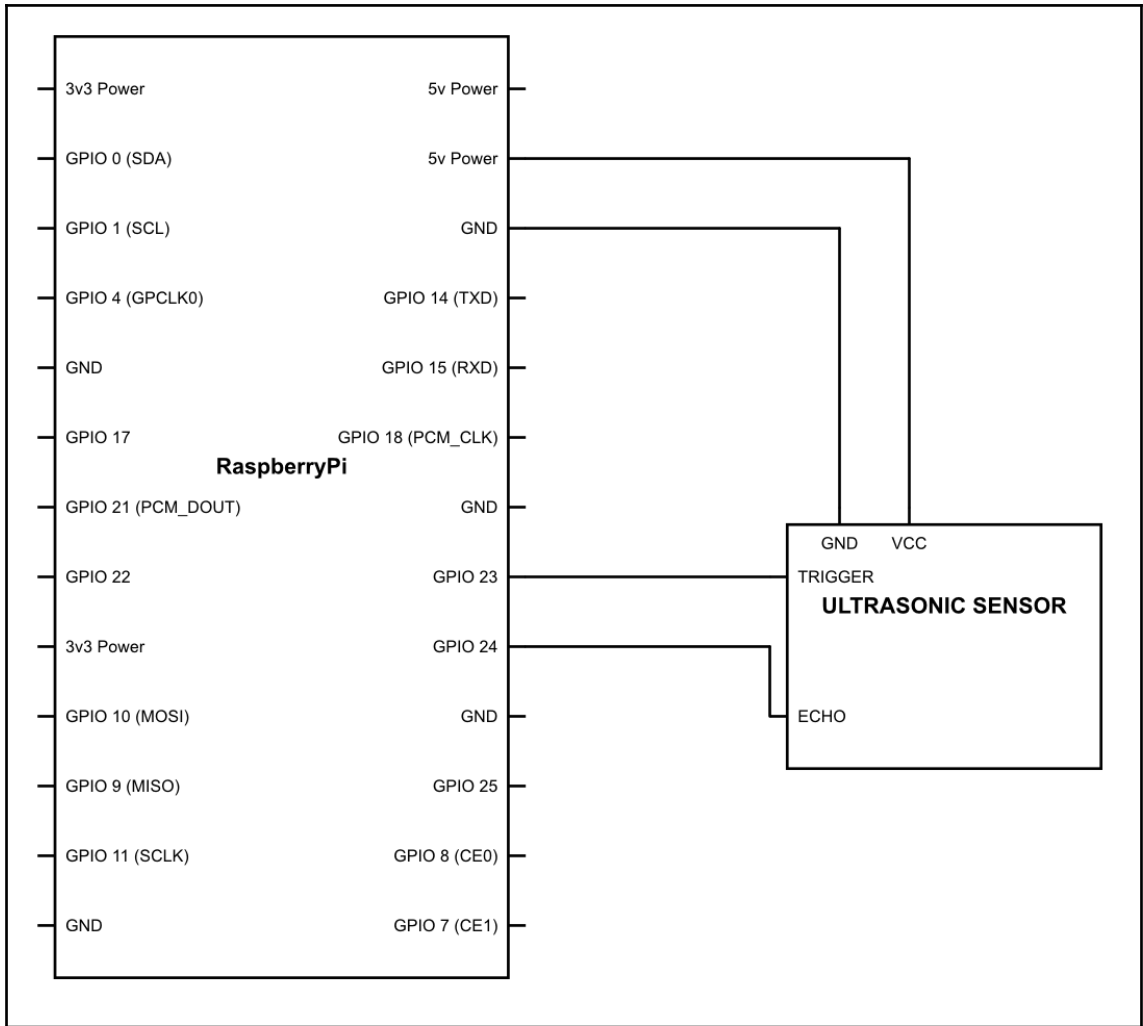 3v3 Power
5v Power
GPIO 0 (SDA)
5v Power
GPIO 1 (SCL)
GND
GPIO 4 (GPCLK0)
GPIO 14 (TXD)
GND
GPIO 15 (RXD)
GPIO 17
GPIO 18 (PCM_CLK)
RaspberryPi
GPIO 21 (PCM_DOUT)
GND
GND
VCC
GPIO 22
GPIO 23
TRIGGER
ULTRASONIC SENSOR
3v3 Power
GPIO 24
GPIO 10 (MOSI)
GND
ECHO
GPIO 9 (MISO)
GPIO 25
GPIO 11 (SCLK)
GPIO 8 (CE0)
GND
GPIO 7 (CE1)